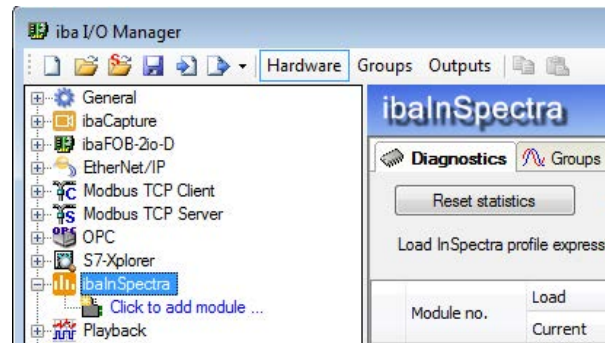 iba I/O Manager
Hardware Groups Outputs
General
ibaCapture
ibaFOB-2io-D
EtherNet/IP
Modbus TCP Client
Modbus TCP Server
OPC
S7-Xplorer
ibaInSpectra
Click to add module ...
Playback
ibaInSpectra
Diagnostics Groups
Reset statistics
Load InSpectra profile express
Module no.
Load
Current